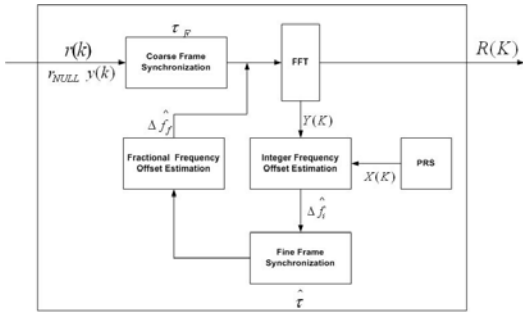 τ_F
r(k)
R(K)
Coarse Frame
Synchronization
FFT
r_NULL y(k)
Δf̂_f
Y(K)
Fractional Frequency
Offset Estimation
Integer Frequency
Offset Estimation
PRS
X(K)
Δf̂_i
Fine Frame
Synchronization
τ̂